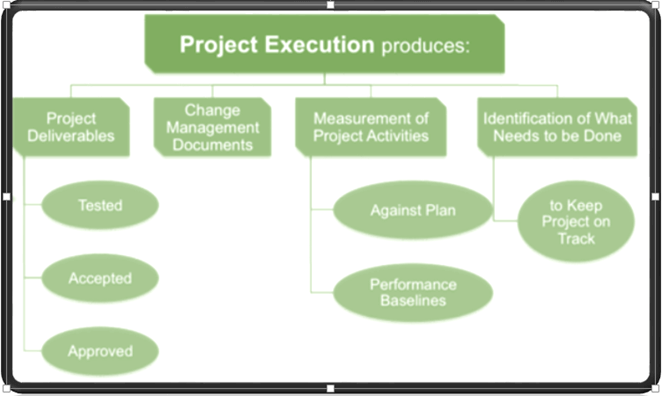 Project Execution produces:
Project
Deliverables
Change
Management
Documents
Measurement of
Project Activities
Identification of What
Needs to be Done
Tested
Accepted
Approved
Against Plan
Performance
Baselines
to Keep
Project on
Track